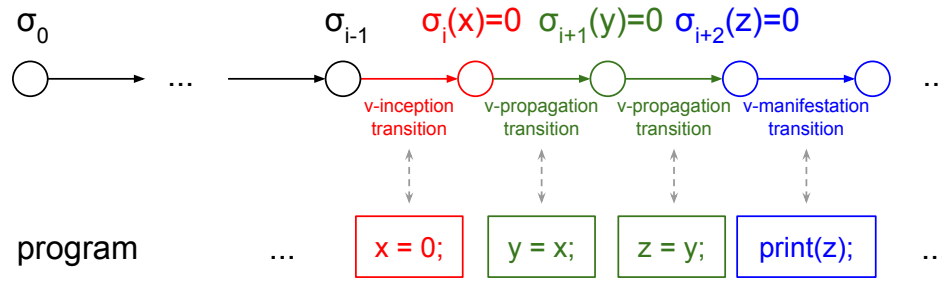 σ0 σi-1 σi(x)=0 σi+1(y)=0 σi+2(z)=0
... ..
v-inception transition
v-propagation transition
v-propagation transition
v-manifestation transition
program ... x = 0; y = x; z = y; print(z); ..